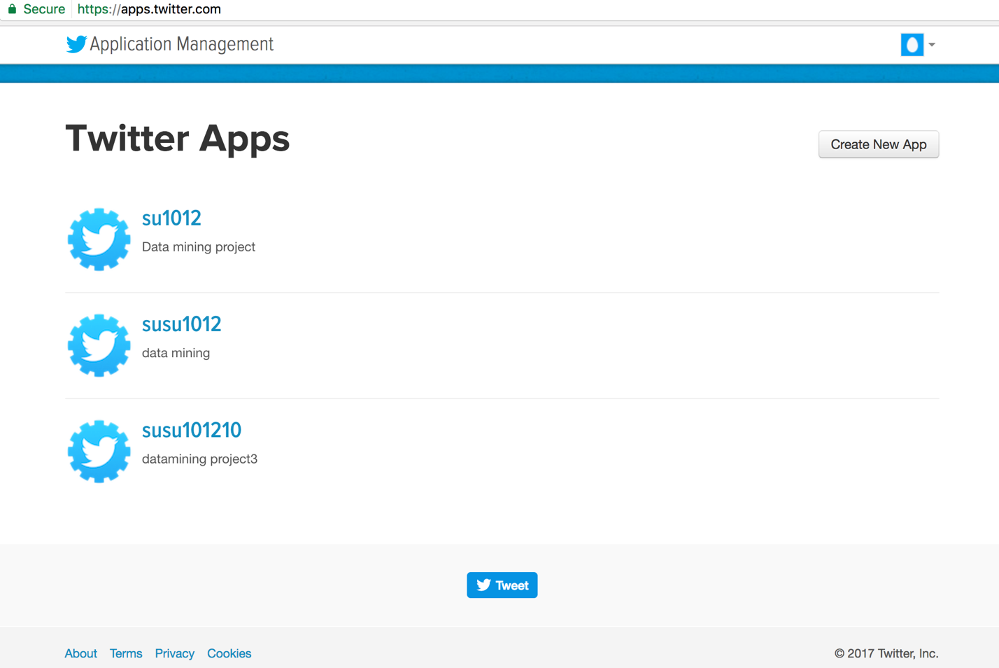 Secure https://apps.twitter.com
Application Management
Twitter Apps
Create New App
su1012
Data mining project
susu1012
data mining
susu101210
datamining project3
Tweet
About Terms Privacy Cookies © 2017 Twitter, Inc.